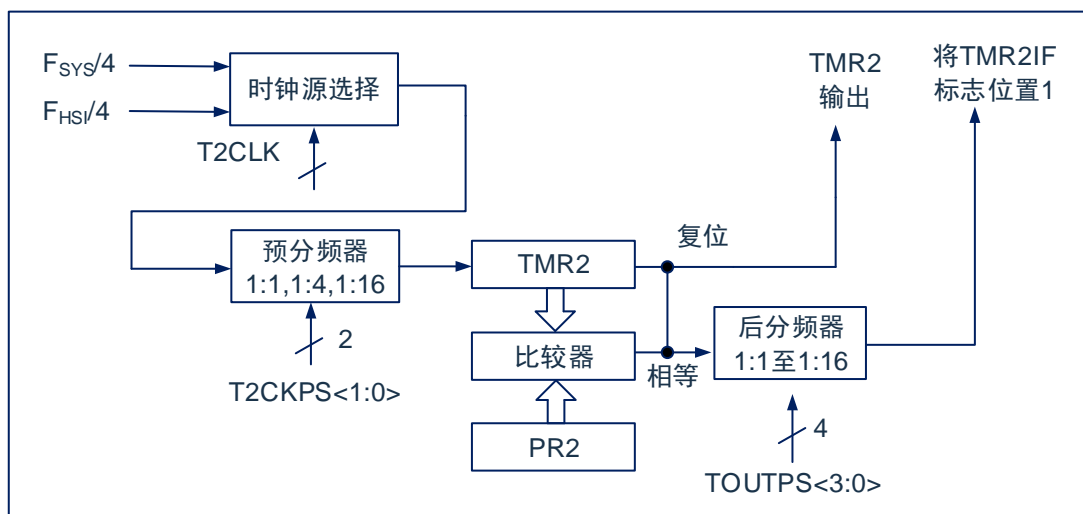 F_SYS/4
F_HSI/4
时钟源选择
T2CLK
TMR2
输出
将TMR2IF
标志位置1
预分频器
1:1,1:4,1:16
2
T2CKPS<1:0>
TMR2
复位
比较器
相等
PR2
后分频器
1:1至1:16
4
TOUTPS<3:0>